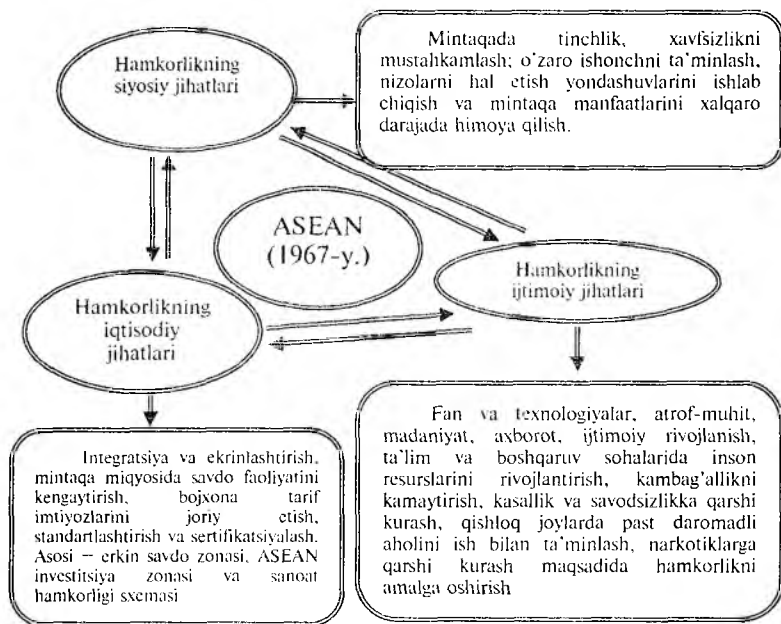 Hamkorlikning
siyosiy jihatlari
Mintaqada tinchlik, xavfsizlikni
mustahkamlash; o'zaro ishonchni ta'minlash,
nizolarni hal etish yondashuvlarini ishlab
chiqish va mintaqa manfaatlarini xalqaro
darajada himoya qilish.
ASEAN
(1967-y.)
Hamkorlikning
ijtimoiy jihatlari
Hamkorlikning
iqtisodiy
jihatlari
Integratsiya va ekrinlashtirish,
mintaqa miqyosida savdo faoliyatini
kengaytirish, bojxona tarif
imtiyozlarini joriy etish,
standartlashtirish va sertifikatsiyalash.
Asosi – erkin savdo zonasi, ASEAN
investitsiya zonasi va sanoat
hamkorligi sxemasi
Fan va texnologiyalar, atrof-muhit,
madaniyat, axborot, ijtimoiy rivojlanish,
ta'lim va boshqaruv sohalarida inson
resurslarini rivojlantirish, kambag'allikni
kamaytirish, kasallik va savodsizlikka qarshi
kurash, qishloq joylarda past daromadli
aholini ish bilan ta'minlash, narkotiklarga
qarshi kurash maqsadida hamkorlikni
amalga oshirish